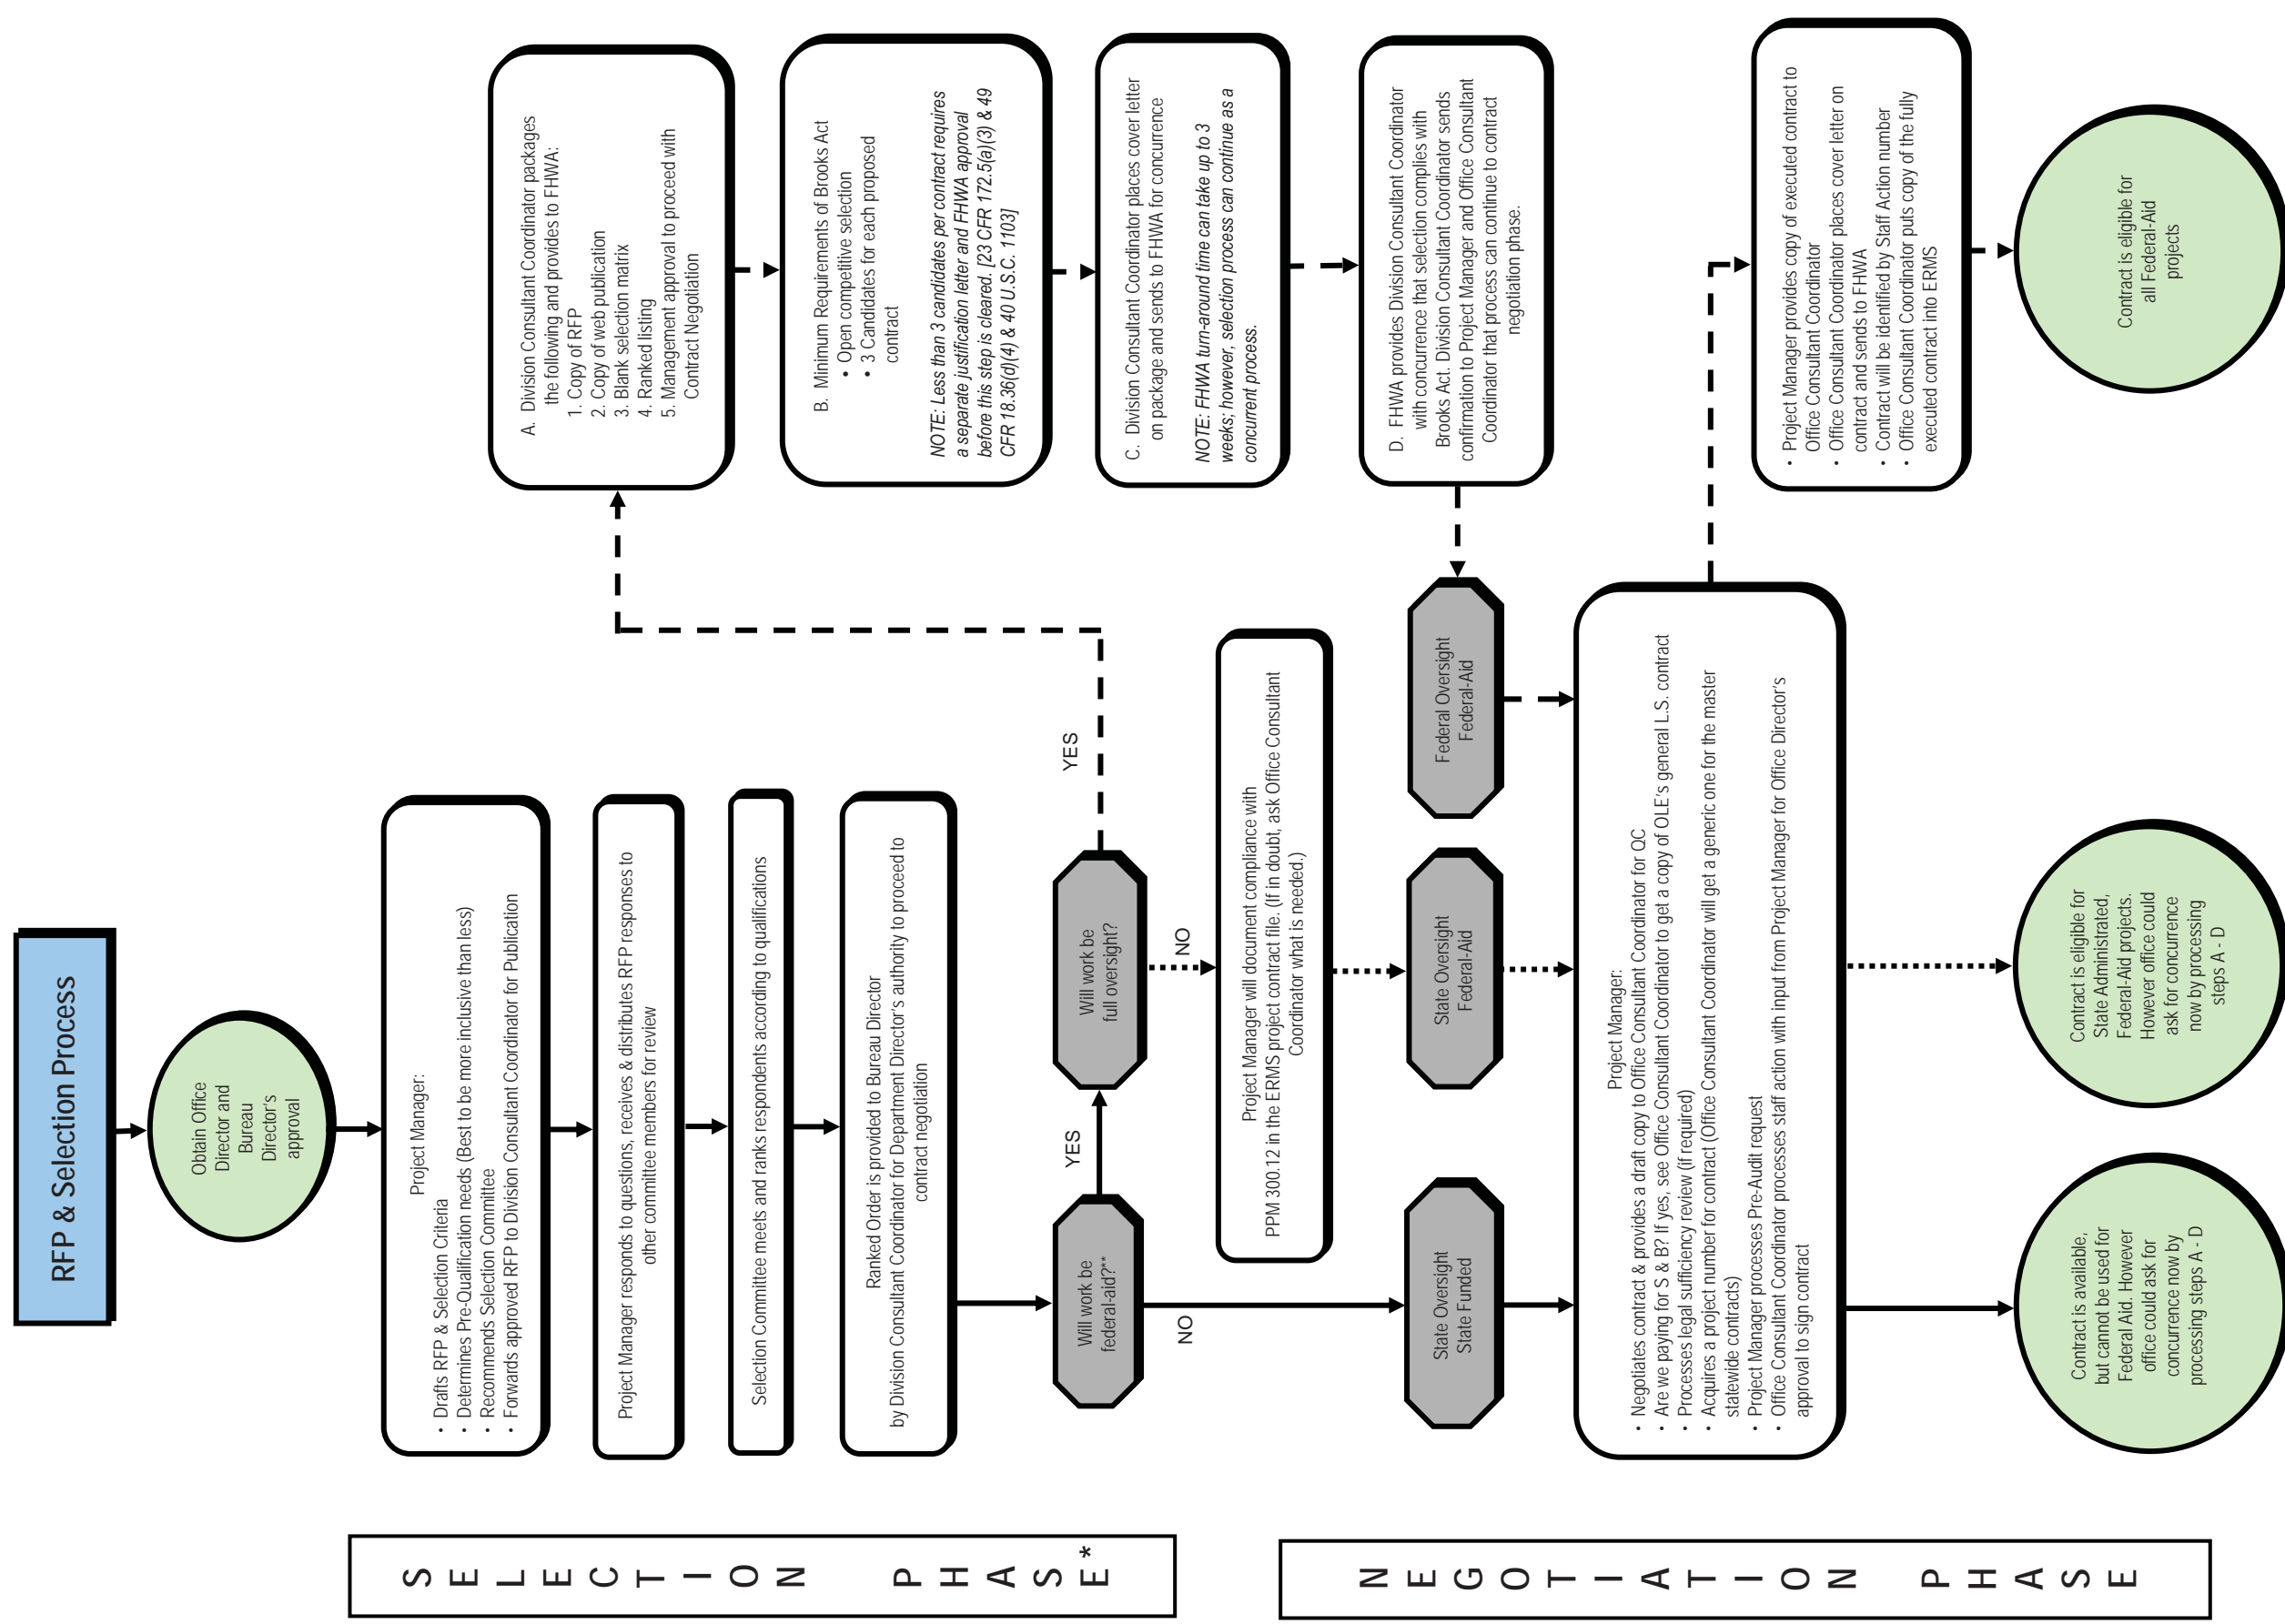 RFP & Selection Process
Obtain Office
Director and
Bureau
Director's
approval
Project Manager:
• Drafts RFP & Selection Criteria
• Determines Pre-Qualification needs (Best to be more inclusive than less)
• Recommends Selection Committee
• Forwards approved RFP to Division Consultant Coordinator for Publication
Project Manager responds to questions, receives & distributes RFP responses to
other committee members for review
Selection Committee meets and ranks respondents according to qualifications
Ranked Order is provided to Bureau Director
by Division Consultant Coordinator for Department Director's authority to proceed to
contract negotiation
Will work be
federal-aid?**
YES
NO
Will work be
full oversight?
YES
NO
A. Division Consultant Coordinator packages
the following and provides to FHWA:
1. Copy of RFP
2. Copy of web publication
3. Blank selection matrix
4. Ranked listing
5. Management approval to proceed with
Contract Negotiation
B. Minimum Requirements of Brooks Act
• Open competitive selection
• 3 Candidates for each proposed
contract
NOTE: Less than 3 candidates per contract requires
a separate justification letter and FHWA approval
before this step is cleared. [23 CFR 172.5(a)(3) & 49
CFR 18.36(d)(4) & 40 U.S.C. 1103]
C. Division Consultant Coordinator places cover letter
on package and sends to FHWA for concurrence
NOTE: FHWA turn-around time can take up to 3
weeks; however, selection process can continue as a
concurrent process.
D. FHWA provides Division Consultant Coordinator
with concurrence that selection complies with
Brooks Act. Division Consultant Coordinator sends
confirmation to Project Manager and Office Consultant
Coordinator that process can continue to contract
negotiation phase.
Project Manager will document compliance with
PPM 300.12 in the ERMS project contract file. (If in doubt, ask Office Consultant
Coordinator what is needed.)
State Oversight
State Funded
State Oversight
Federal-Aid
Federal Oversight
Federal-Aid
Project Manager:
• Negotiates contract & provides a draft copy to Office Consultant Coordinator for QC
• Are we paying for S & B? If yes, see Office Consultant Coordinator to get a copy of OLE's general L.S. contract
• Processes legal sufficiency review (if required)
• Acquires a project number for contract (Office Consultant Coordinator will get a generic one for the master
statewide contracts)
• Project Manager processes Pre-Audit request
• Office Consultant Coordinator processes staff action with input from Project Manager for Office Director's
approval to sign contract
• Project Manager provides copy of executed contract to
Office Consultant Coordinator
• Office Consultant Coordinator places cover letter on
contract and sends to FHWA
• Contract will be identified by Staff Action number
• Office Consultant Coordinator puts copy of the fully
executed contract into ERMS
Contract is available,
but cannot be used for
Federal Aid. However
office could ask for
concurrence now by
processing steps A - D
Contract is eligible for
State Administrated,
Federal-Aid projects.
However office could
ask for concurrence
now by processing
steps A - D
Contract is eligible for
all Federal-Aid
projects
SELECTION PHASE*
NEGOTIATION PHASE